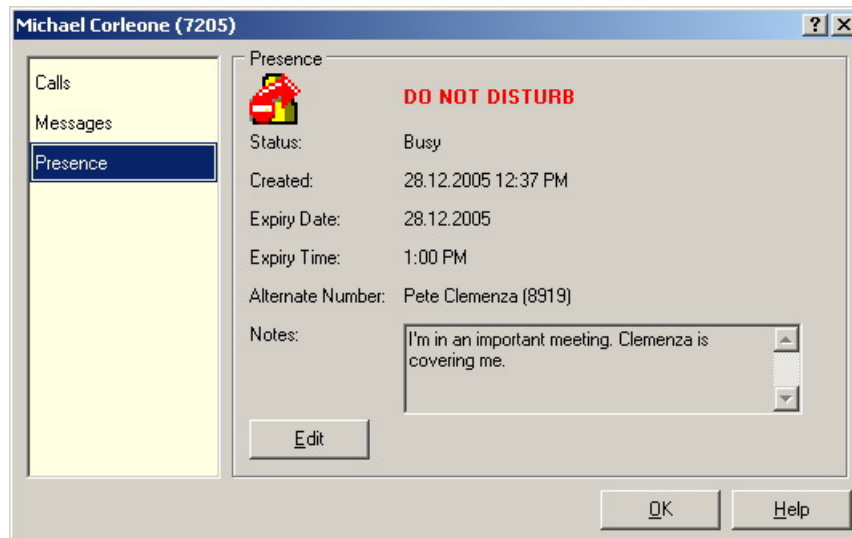 Michael Corleone (7205)
Calls
Messages
Presence
Presence
DO NOT DISTURB
Status: Busy
Created: 28.12.2005 12:37 PM
Expiry Date: 28.12.2005
Expiry Time: 1:00 PM
Alternate Number: Pete Clemenza (8919)
Notes: I'm in an important meeting. Clemenza is
covering me.
Edit
OK Help